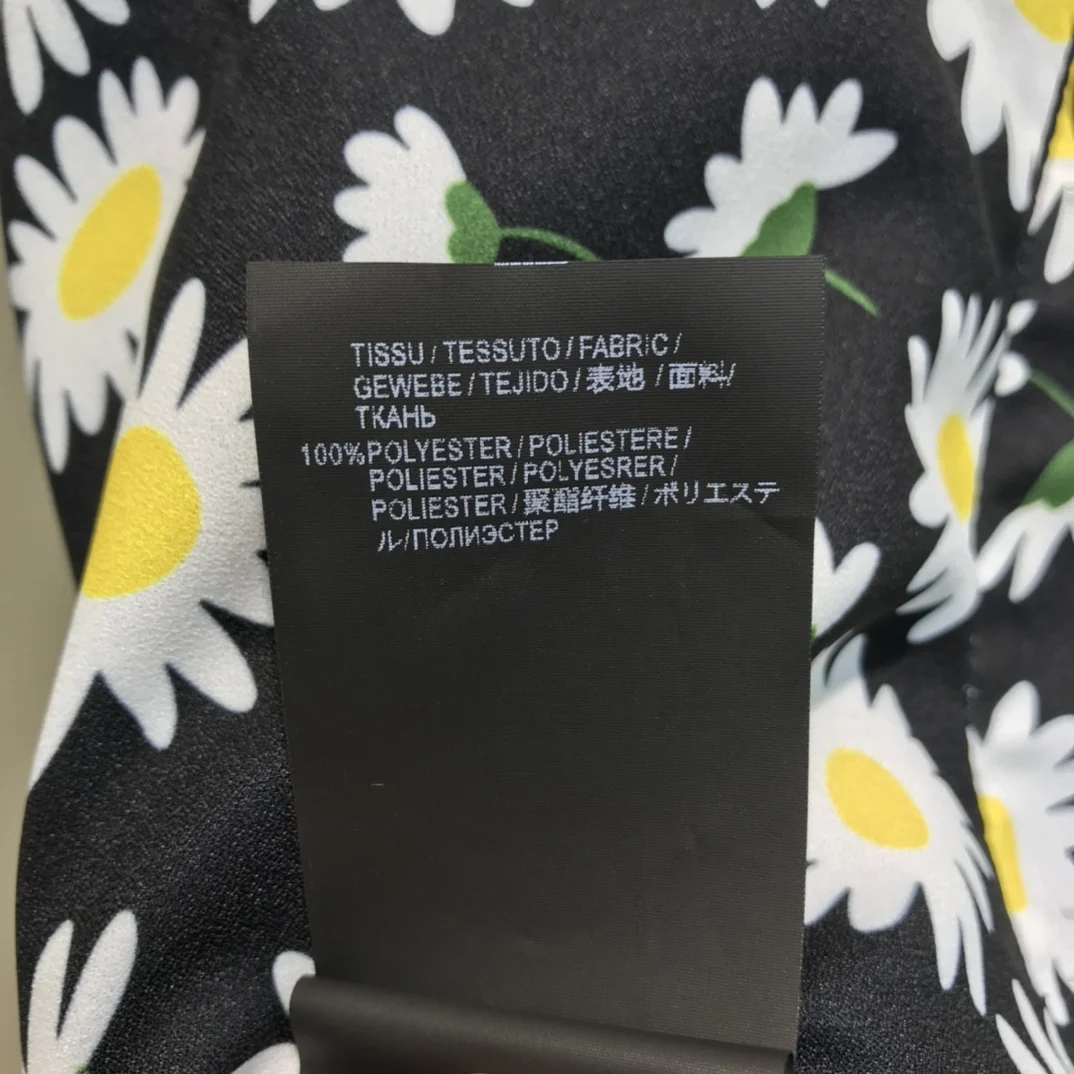 TISSU / TESSUTO / FABRIC /
GEWEBE / TEJIDO / 表地 / 面料/
ТКАНЬ
100%POLYESTER / POLIESTERE /
POLIESTER / POLYESRER /
POLIESTER / 聚酯纤维 / ポリエステ
ル/ПОЛИЭСТЕР